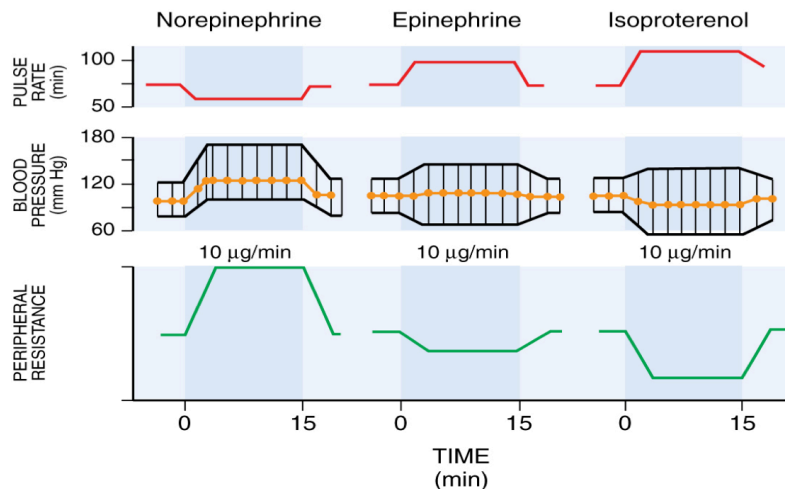 Norepinephrine Epinephrine Isoproterenol
PULSE
RATE
(min)
100
50
BLOOD
PRESSURE
(mm Hg)
180
120
60
10 µg/min 10 µg/min 10 µg/min
PERIPHERAL
RESISTANCE
0 15 0 15 0 15
TIME
(min)